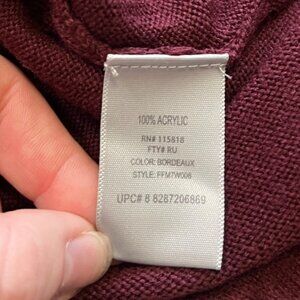 100% ACRYLIC
RN# 115818
FTY# RU
COLOR: BORDEAUX
STYLE: FFM7W006
UPC# 8 8287206869